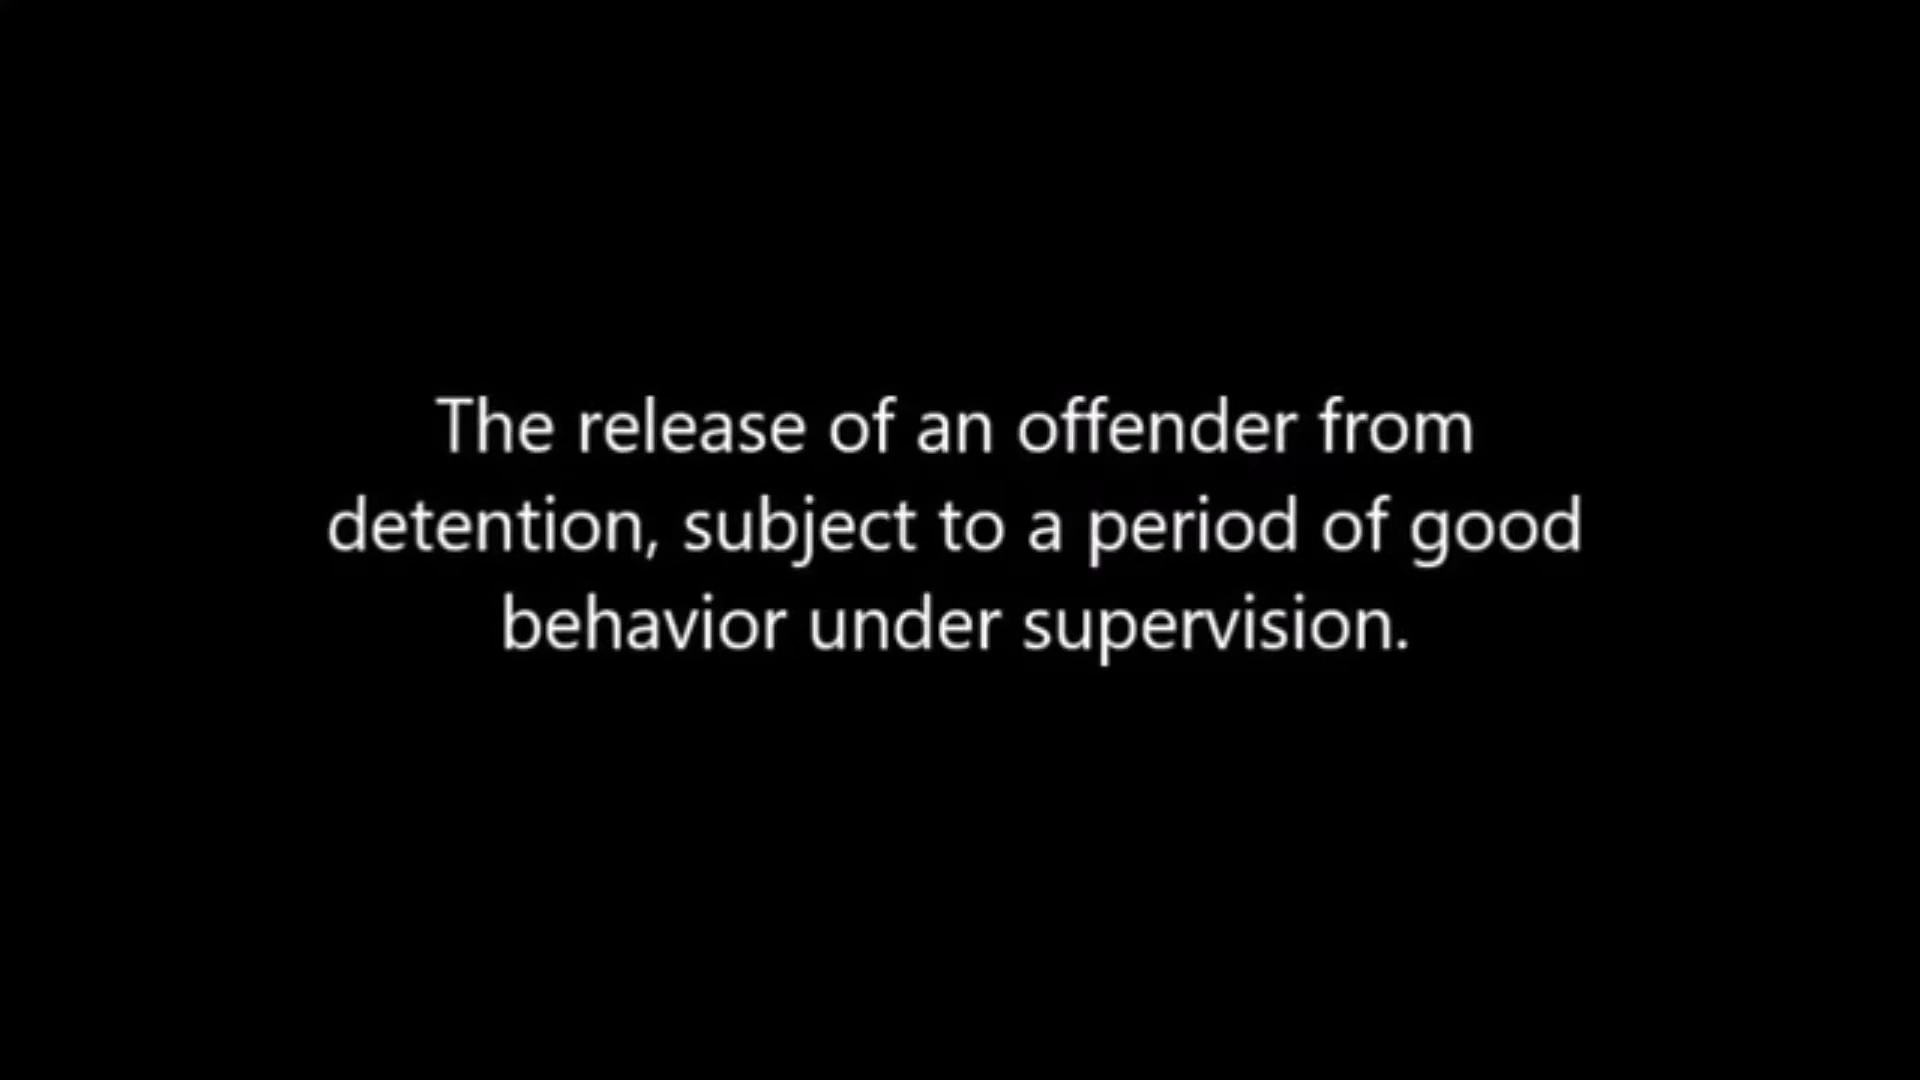 The release of an offender from
detention, subject to a period of good
behavior under supervision.